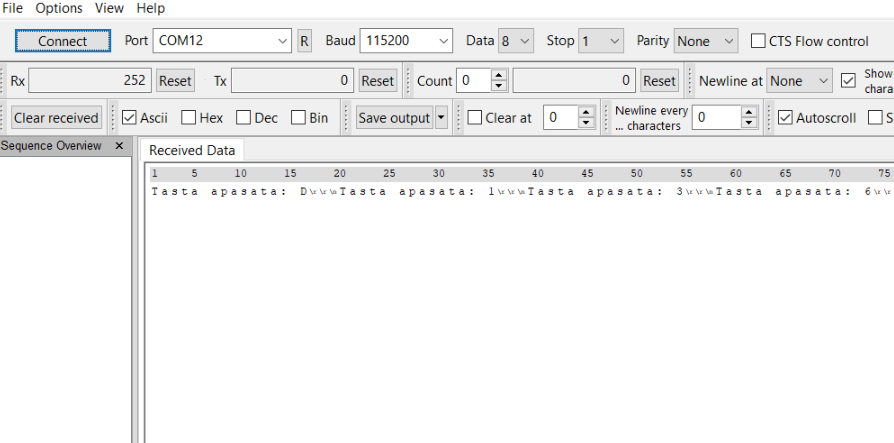 File Options View Help
Connect Port COM12 R Baud 115200 Data 8 Stop 1 Parity None CTS Flow control
Rx 252 Reset Tx 0 Reset Count 0 0 Reset Newline at None Show
chara
Clear received Ascii Hex Dec Bin Save output Clear at 0 Newline every
... characters 0 Autoscroll S
Sequence Overview × Received Data
1 5 10 15 20 25 30 35 40 45 50 55 60 65 70 75
Tasta apasata: D\r\r\nTasta apasata: 1\r\r\nTasta apasata: 3\r\r\nTasta apasata: 6\r\r